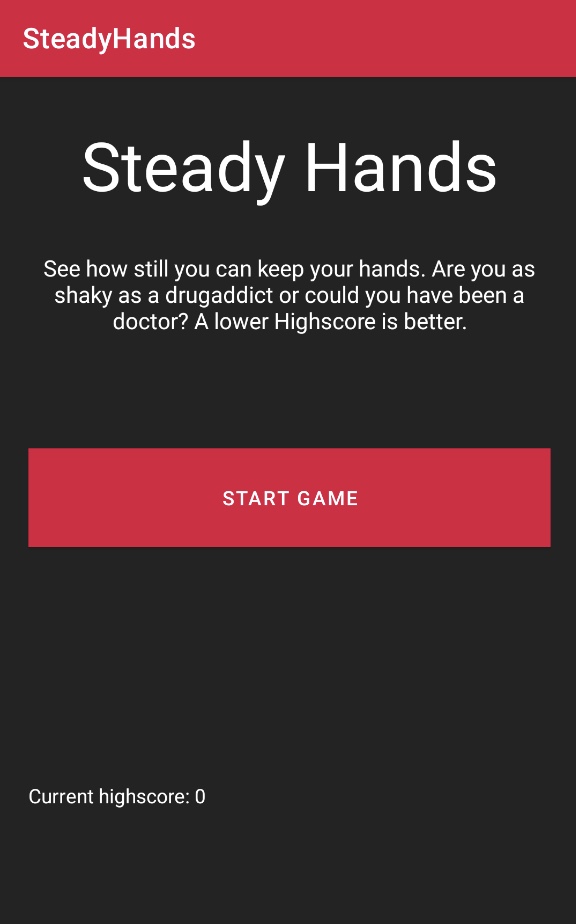 SteadyHands
Steady Hands
See how still you can keep your hands. Are you as
shaky as a drugaddict or could you have been a
doctor? A lower Highscore is better.
START GAME
Current highscore: 0